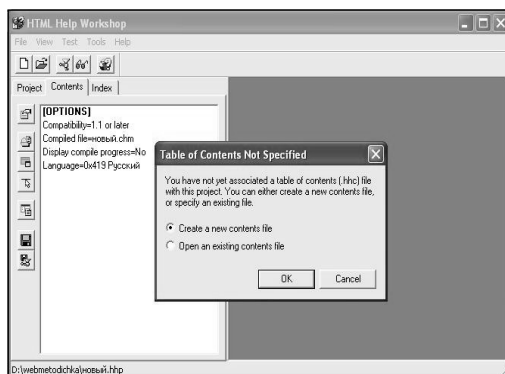 HTML Help Workshop
File View Test Tools Help
Project Contents Index
[OPTIONS]
Compatibility=1.1 or later
Compiled file=новый.chm
Display compile progress=No
Language=0x419 Русский
Table of Contents Not Specified
You have not yet associated a table of contents (.hhc) file
with this project. You can either create a new contents file,
or specify an existing file.
Create a new contents file
Open an existing contents file
OK Cancel
D:\webmetodichka\новый.hhp